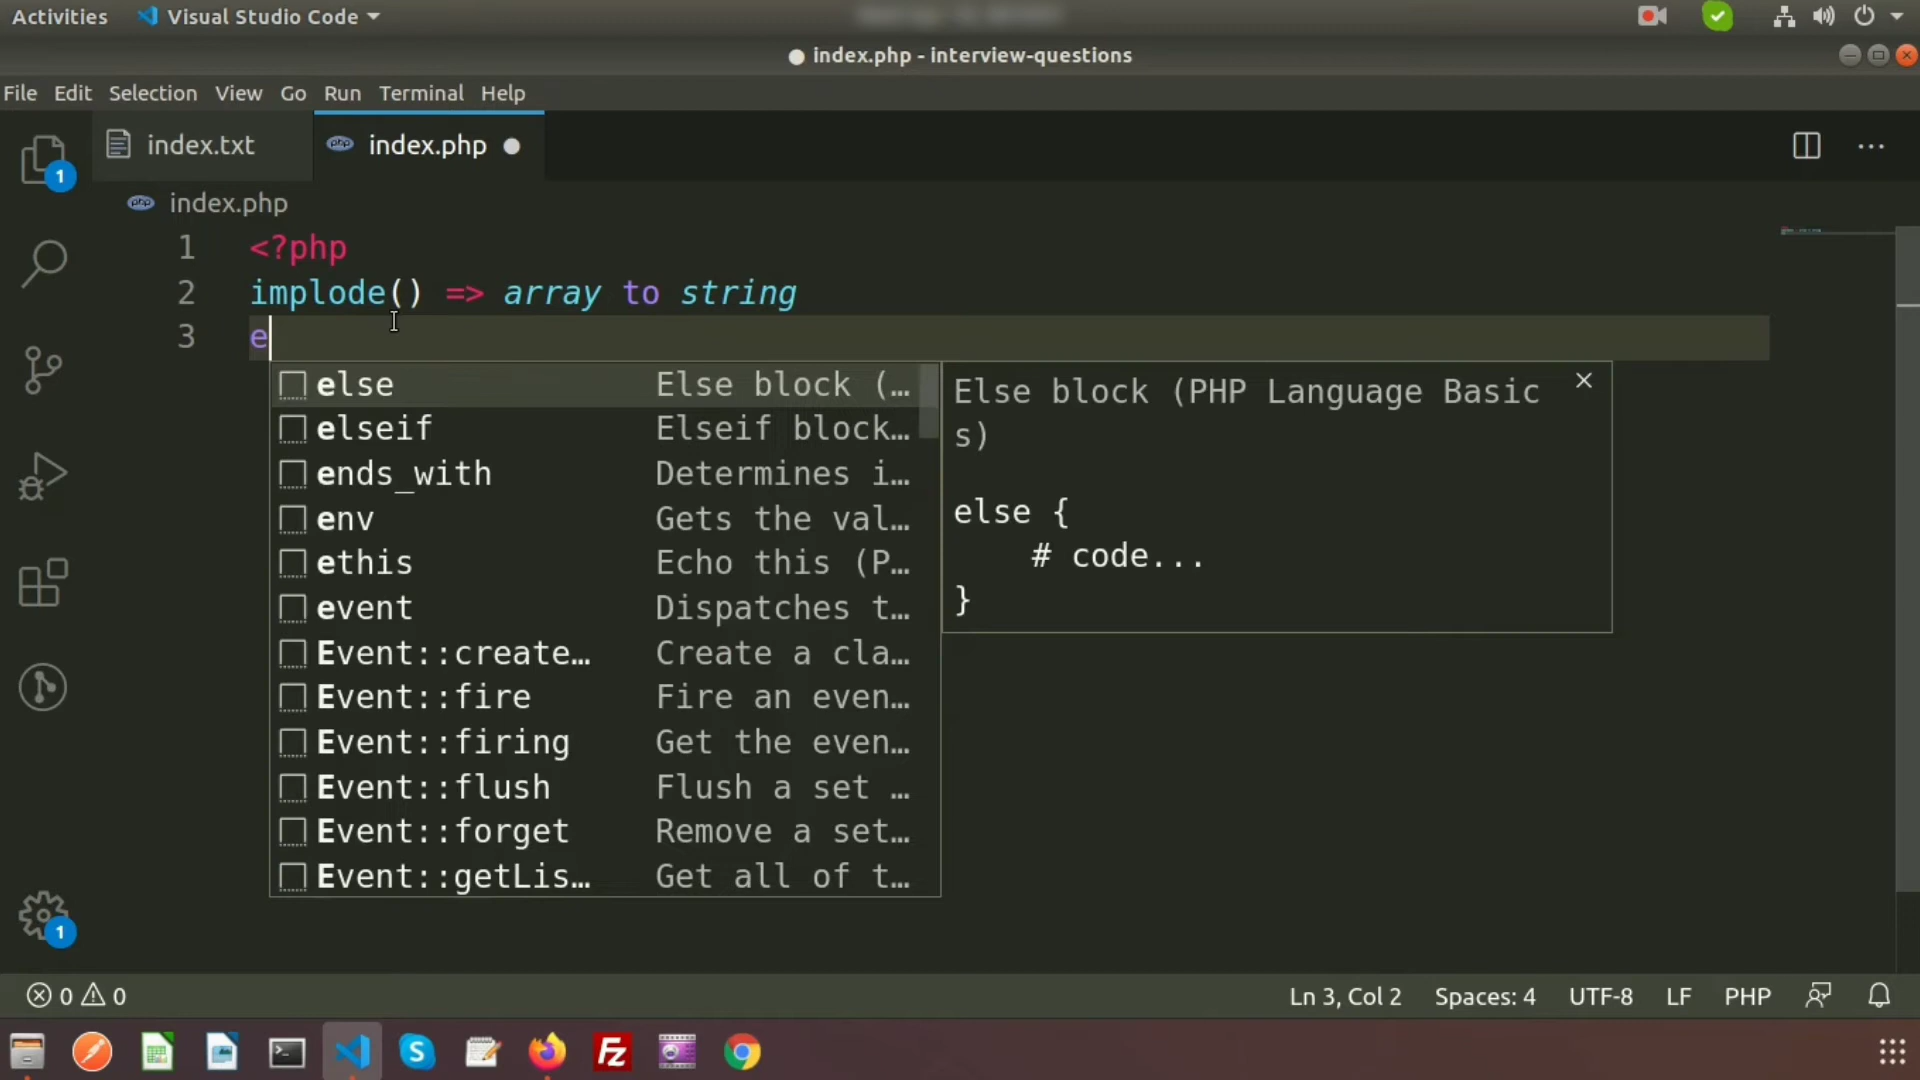 Activities
Visual Studio Code
index.php - interview-questions
File Edit Selection View Go Run Terminal Help
1
index.txt
index.php
index.php
1 <?php
2 implode() => array to string
3 e
else Else block (…
elseif Elseif block…
ends_with Determines i…
env Gets the val…
ethis Echo this (P…
event Dispatches t…
Event::create… Create a cla…
Event::fire Fire an even…
Event::firing Get the even…
Event::flush Flush a set …
Event::forget Remove a set…
Event::getLis… Get all of t…
Else block (PHP Language Basic
s)
else {
# code...
}
1
0 0
Ln 3, Col 2 Spaces: 4 UTF-8 LF PHP
S
Fz